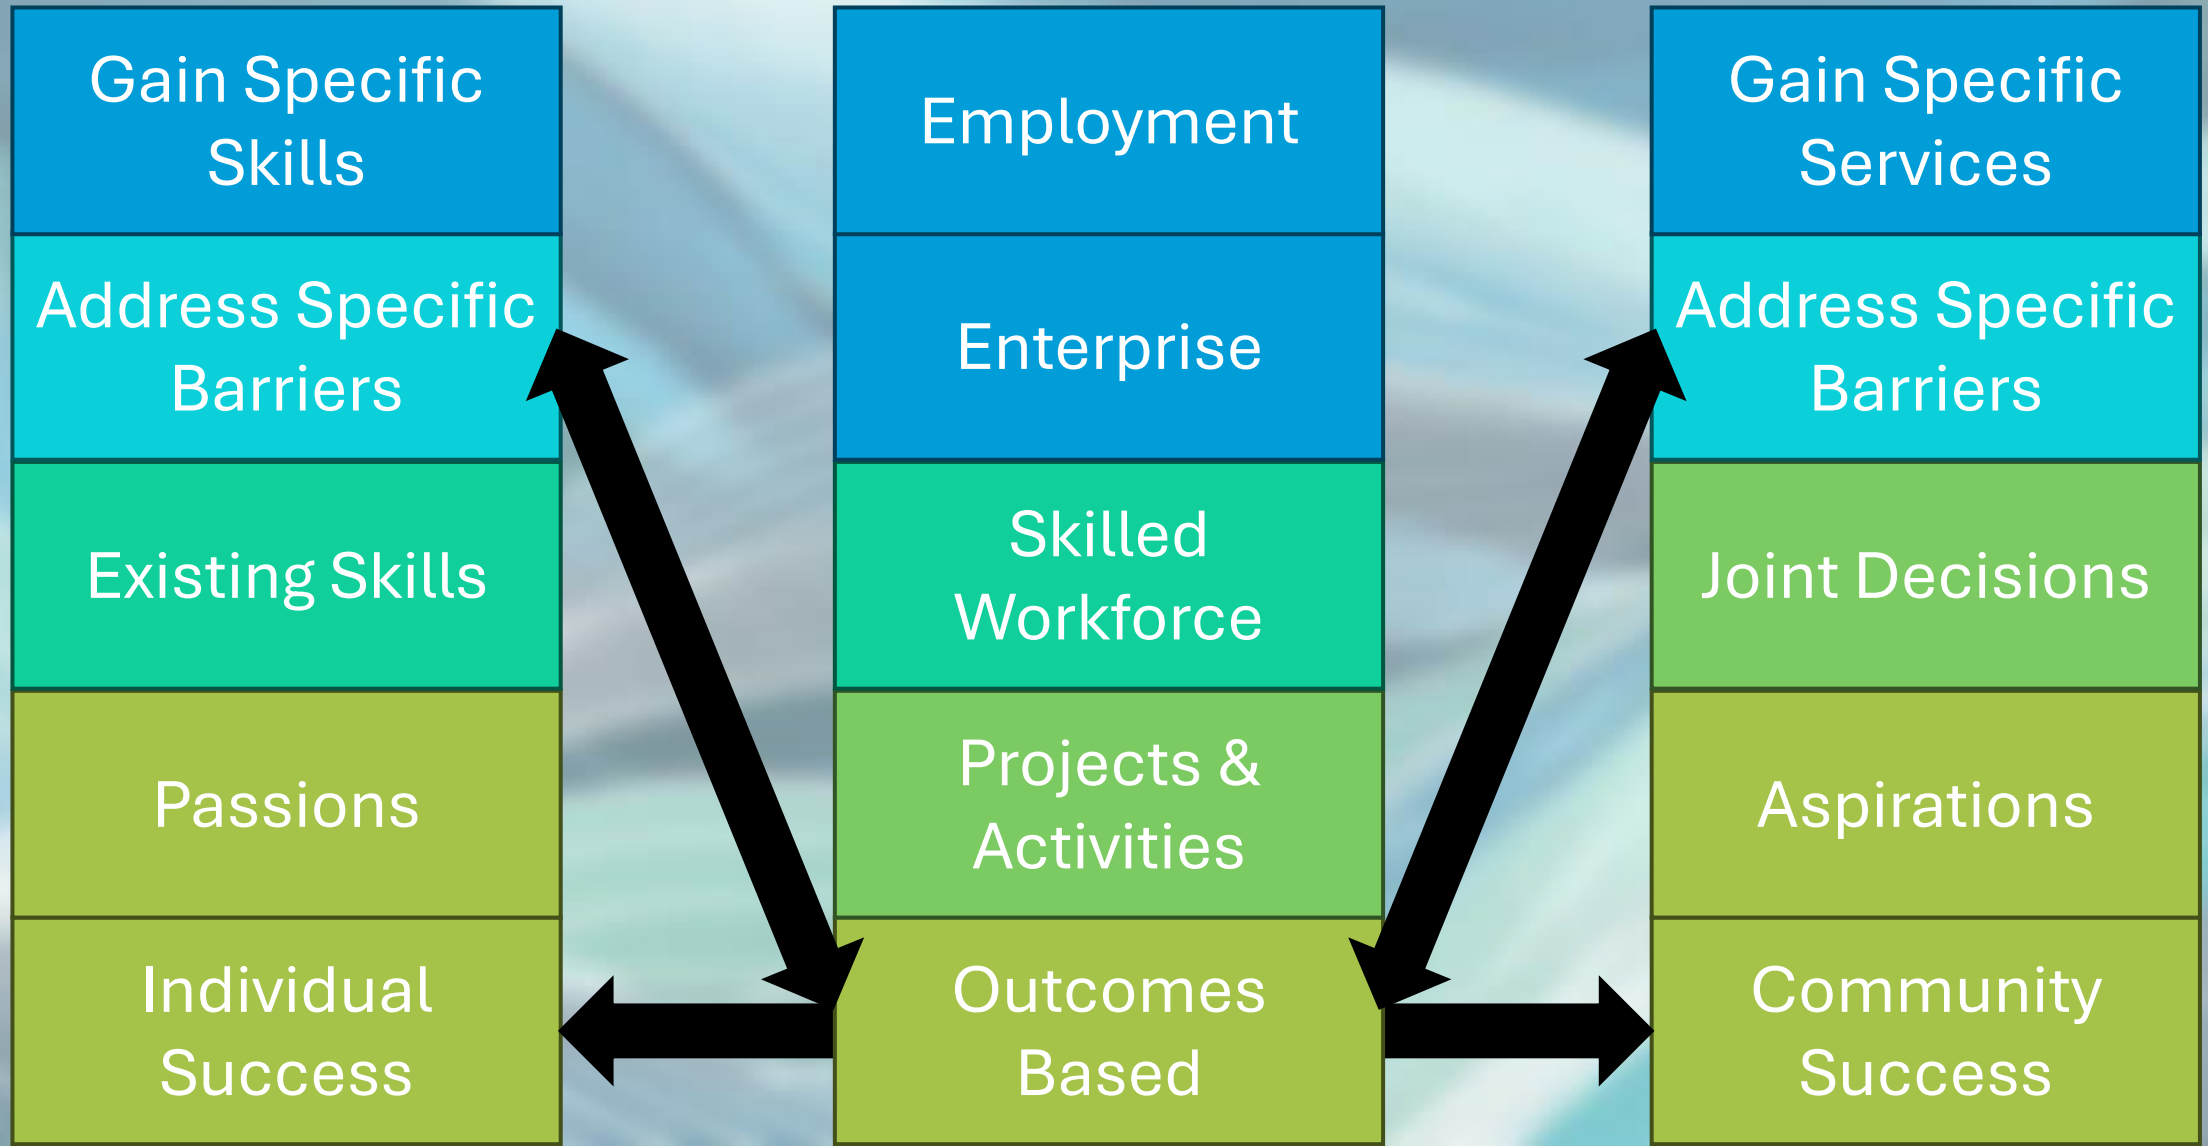 Gain Specific
Skills
Address Specific
Barriers
Existing Skills
Passions
Individual
Success
Employment
Enterprise
Skilled
Workforce
Projects &
Activities
Outcomes
Based
Gain Specific
Services
Address Specific
Barriers
Joint Decisions
Aspirations
Community
Success